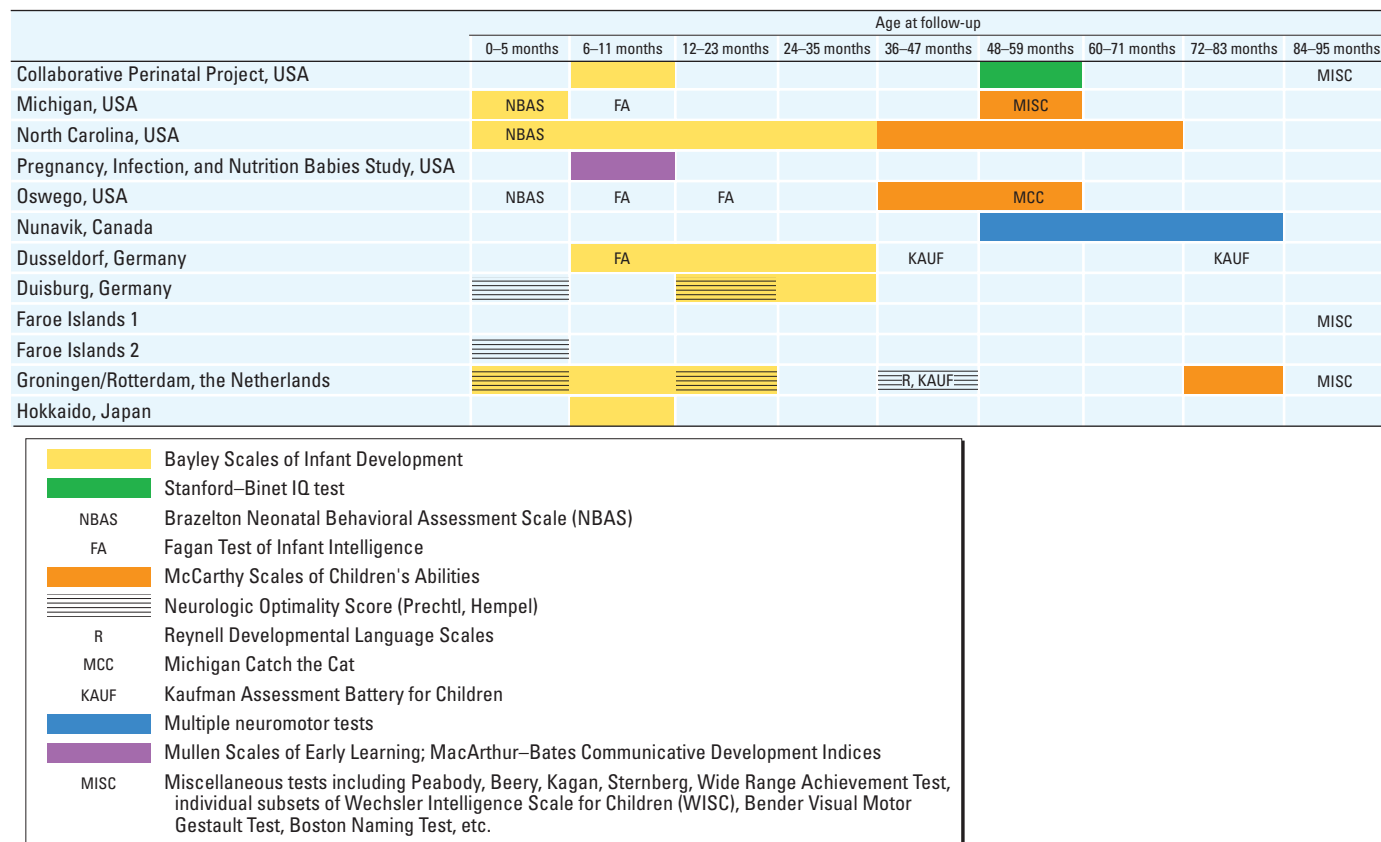 Age at follow-up
0–5 months 6–11 months 12–23 months 24–35 months 36–47 months 48–59 months 60–71 months 72–83 months 84–95 months
Collaborative Perinatal Project, USA MISC
Michigan, USA NBAS FA MISC
North Carolina, USA NBAS
Pregnancy, Infection, and Nutrition Babies Study, USA
Oswego, USA NBAS FA FA MCC
Nunavik, Canada
Dusseldorf, Germany FA KAUF KAUF
Duisburg, Germany
Faroe Islands 1 MISC
Faroe Islands 2
Groningen/Rotterdam, the Netherlands R, KAUF MISC
Hokkaido, Japan
Bayley Scales of Infant Development
Stanford–Binet IQ test
NBAS Brazelton Neonatal Behavioral Assessment Scale (NBAS)
FA Fagan Test of Infant Intelligence
McCarthy Scales of Children's Abilities
Neurologic Optimality Score (Prechtl, Hempel)
R Reynell Developmental Language Scales
MCC Michigan Catch the Cat
KAUF Kaufman Assessment Battery for Children
Multiple neuromotor tests
Mullen Scales of Early Learning; MacArthur–Bates Communicative Development Indices
MISC Miscellaneous tests including Peabody, Beery, Kagan, Sternberg, Wide Range Achievement Test,
individual subsets of Wechsler Intelligence Scale for Children (WISC), Bender Visual Motor
Gestault Test, Boston Naming Test, etc.